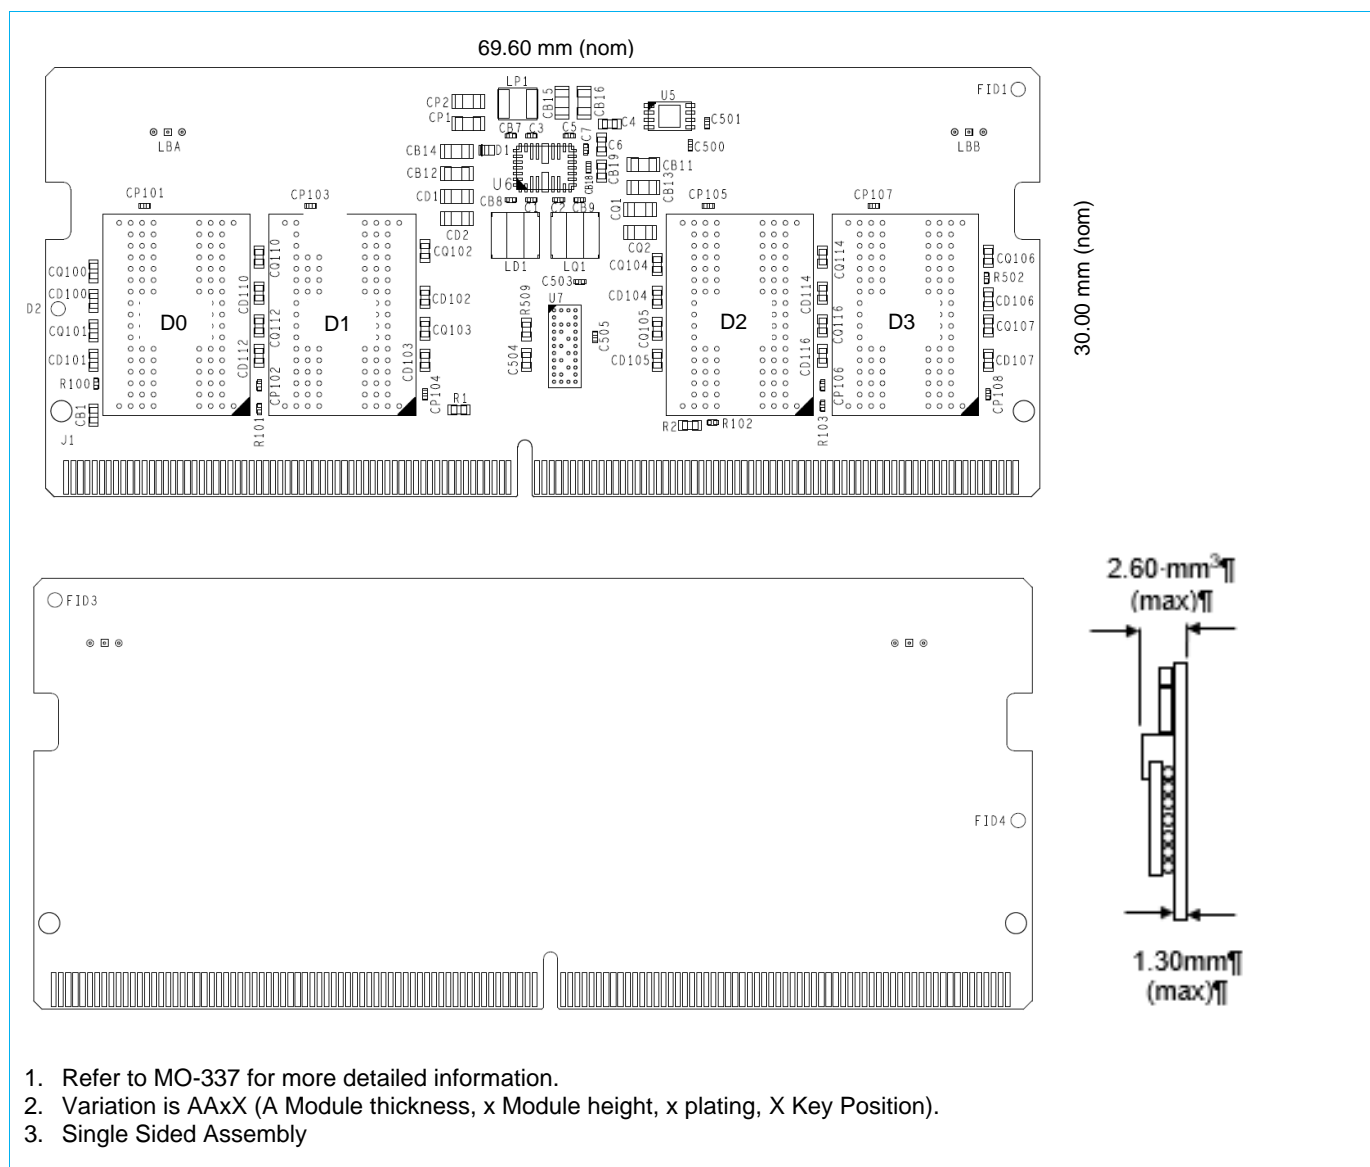 69.60 mm (nom)
LP1
FID1
CP2
CB15
CB16
U5
CP1
C4
C501
CB7
C3
C5
C7
LBA
LBB
C6
C500
CB14
D1
CB19
CB11
CB12
U6
CB18
CB13
CP101
CP103
CD1
CB8
C1
C2
CB9
CQ1
CP105
CP107
CD2
CQ2
30.00 mm (nom)
CQ110
CQ102
LD1
LQ1
CQ104
CQ114
CQ106
CQ100
C503
R502
CD100
CD110
CD102
U7
CD104
CD114
CD106
D2
D0
D1
R509
D2
D3
CQ101
CQ112
CQ103
C505
CQ105
CQ116
CQ107
CD101
CD112
CD103
C504
CD105
CD116
CD107
R100
CP102
CP104
CP106
CP108
CB1
R1
R101
R2
R102
R103
J1
2.60·mm³¶
(max)¶
FID3
FID4
1.30mm¶
(max)¶
1. Refer to MO-337 for more detailed information.
2. Variation is AAxX (A Module thickness, x Module height, x plating, X Key Position).
3. Single Sided Assembly